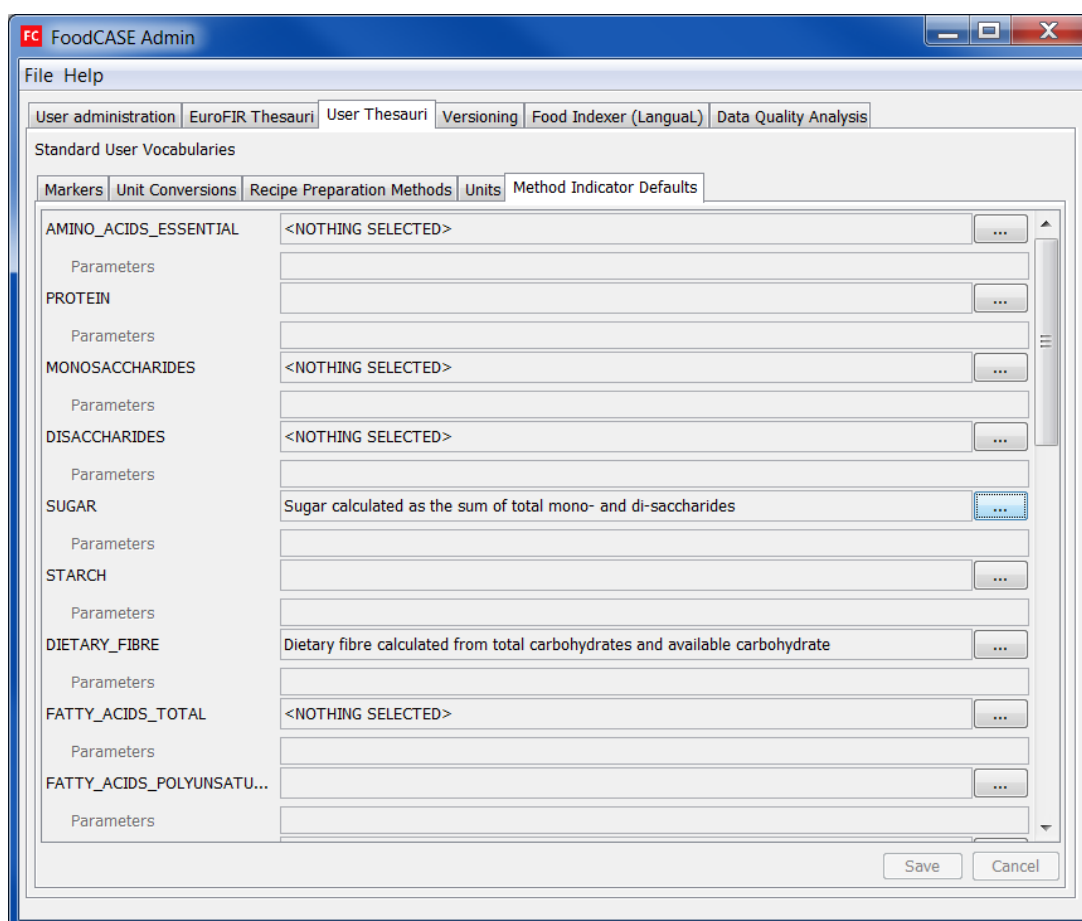 FC FoodCASE Admin
File Help
User administration EuroFIR Thesauri User Thesauri Versioning Food Indexer (LanguaL) Data Quality Analysis
Standard User Vocabularies
Markers Unit Conversions Recipe Preparation Methods Units Method Indicator Defaults
AMINO_ACIDS_ESSENTIAL <NOTHING SELECTED> ...
Parameters
PROTEIN ...
Parameters
MONOSACCHARIDES <NOTHING SELECTED> ...
Parameters
DISACCHARIDES <NOTHING SELECTED> ...
Parameters
SUGAR Sugar calculated as the sum of total mono- and di-saccharides ...
Parameters
STARCH ...
Parameters
DIETARY_FIBRE Dietary fibre calculated from total carbohydrates and available carbohydrate ...
Parameters
FATTY_ACIDS_TOTAL <NOTHING SELECTED> ...
Parameters
FATTY_ACIDS_POLYUNSATU... ...
Parameters
Save Cancel